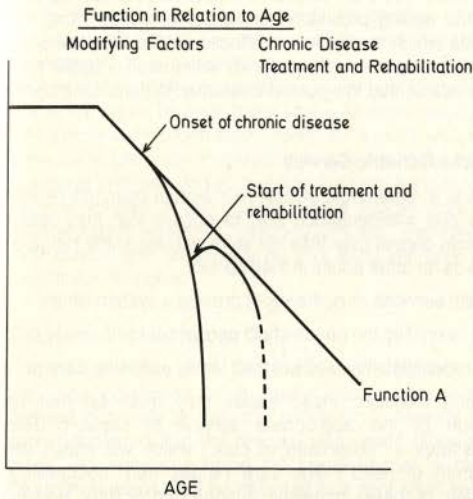 Function in Relation to Age
Modifying Factors
Chronic Disease
Treatment and Rehabilitation
Onset of chronic disease
Start of treatment and
rehabilitation
Function A
AGE